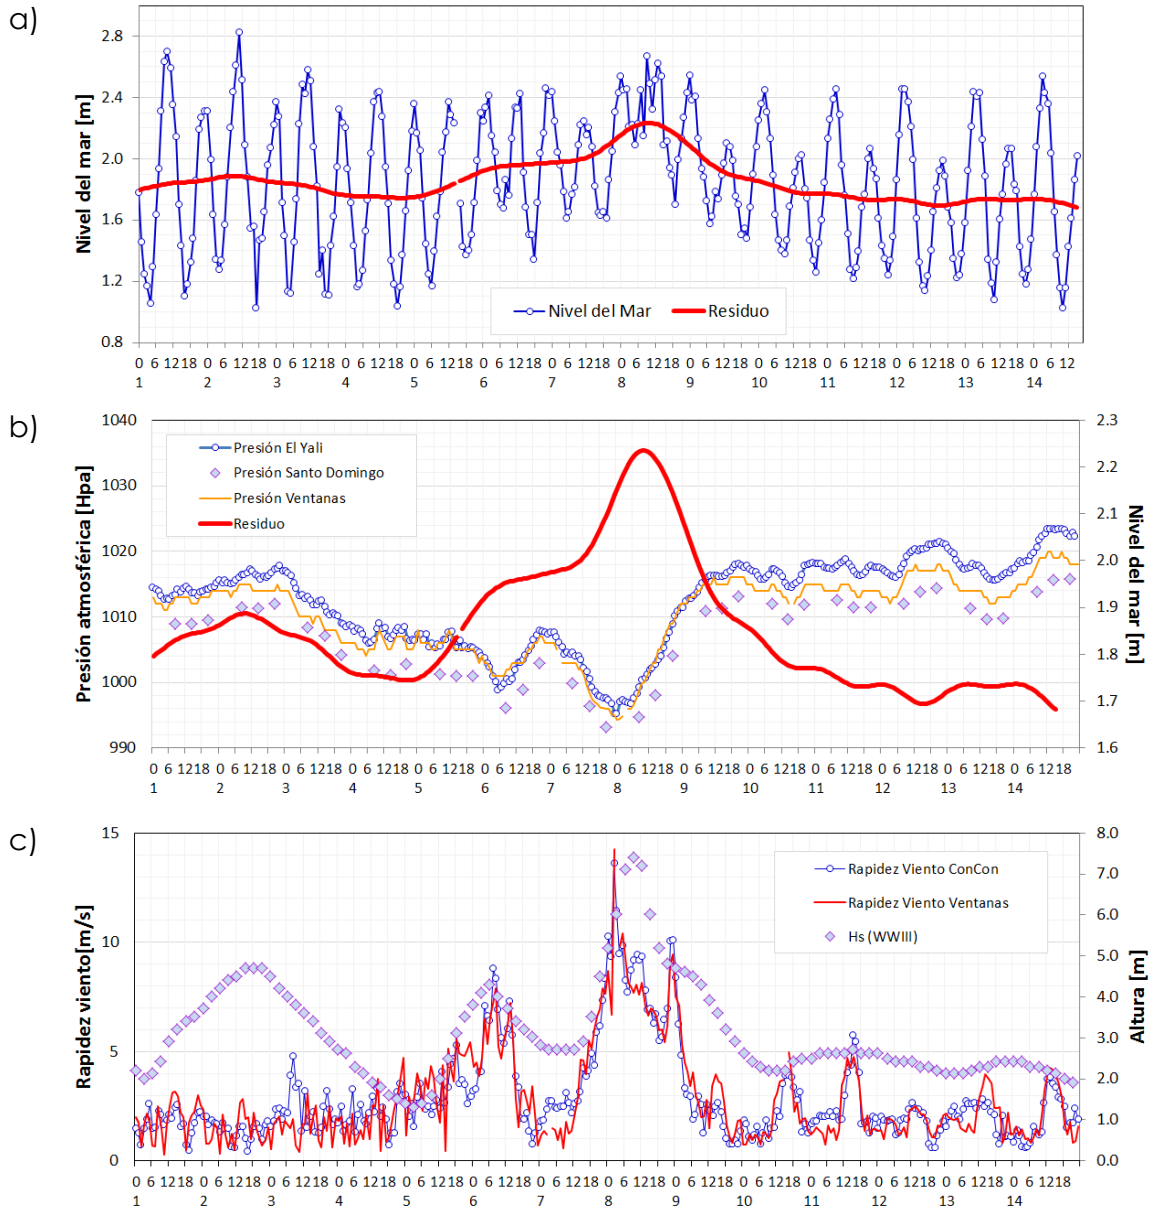 a)
Nivel del mar [m]
2.8
2.4
2.0
1.6
1.2
0.8
Nivel del Mar
Residuo
0 6 1218 0 6 1218 0 6 1218 0 6 1218 0 6 1218 0 6 1218 0 6 1218 0 6 1218 0 6 1218 0 6 1218 0 6 1218 0 6 1218 0 6 1218 0 6 12
1 2 3 4 5 6 7 8 9 10 11 12 13 14
b)
Presión atmosférica [Hpa]
1040
1030
1020
1010
1000
990
Presión El Yali
Presión Santo Domingo
Presión Ventanas
Residuo
2.3
2.2
2.1
2.0
1.9
1.8
1.7
1.6
Nivel del mar [m]
0 6 1218 0 6 1218 0 6 1218 0 6 1218 0 6 1218 0 6 1218 0 6 1218 0 6 1218 0 6 1218 0 6 1218 0 6 1218 0 6 1218 0 6 1218 0 6 1218
1 2 3 4 5 6 7 8 9 10 11 12 13 14
c)
Rapidez viento[m/s]
15
10
5
0
Rapidez Viento ConCon
Rapidez Viento Ventanas
Hs (WWIII)
8.0
7.0
6.0
5.0
4.0
3.0
2.0
1.0
0.0
Altura [m]
0 6 1218 0 6 1218 0 6 1218 0 6 1218 0 6 1218 0 6 1218 0 6 1218 0 6 1218 0 6 1218 0 6 1218 0 6 1218 0 6 1218 0 6 1218 0 6 1218
1 2 3 4 5 6 7 8 9 10 11 12 13 14